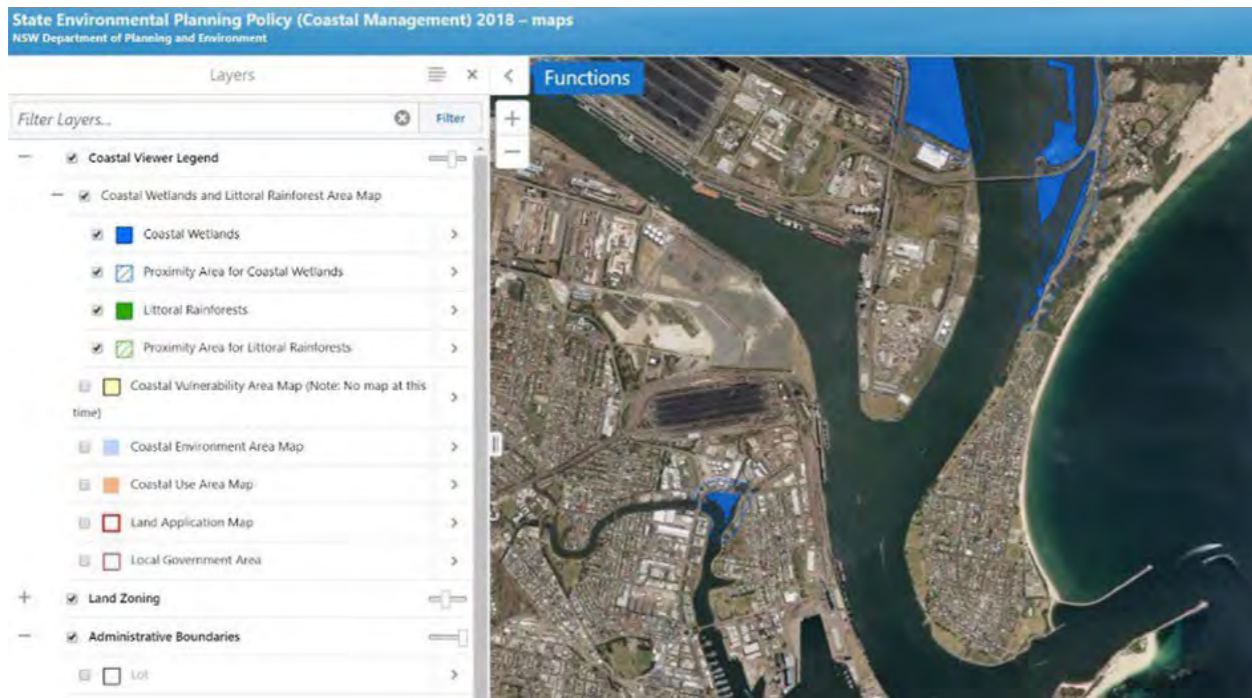 State Environmental Planning Policy (Coastal Management) 2018 – maps
NSW Department of Planning and Environment
Layers
Functions
Filter Layers...
Filter
Coastal Viewer Legend
Coastal Wetlands and Littoral Rainforest Area Map
Coastal Wetlands
Proximity Area for Coastal Wetlands
Littoral Rainforests
Proximity Area for Littoral Rainforests
Coastal Vulnerability Area Map (Note: No map at this
time)
Coastal Environment Area Map
Coastal Use Area Map
Land Application Map
Local Government Area
Land Zoning
Administrative Boundaries
Lot